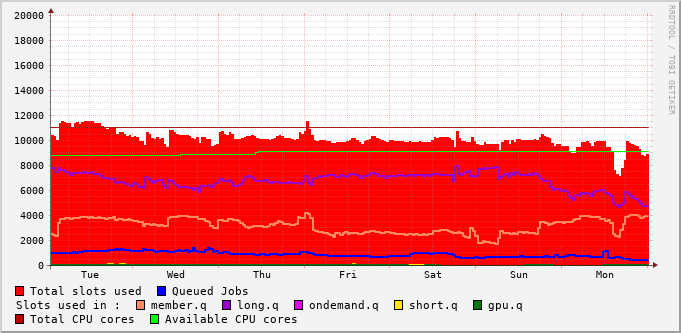 20000
18000
16000
14000
12000
10000
8000
6000
4000
2000
0
Tue Wed Thu Fri Sat Sun Mon
RRDTOOL / TOBI OETIKER
Total slots used Queued Jobs
Slots used in : member.q long.q ondemand.q short.q gpu.q
Total CPU cores Available CPU cores